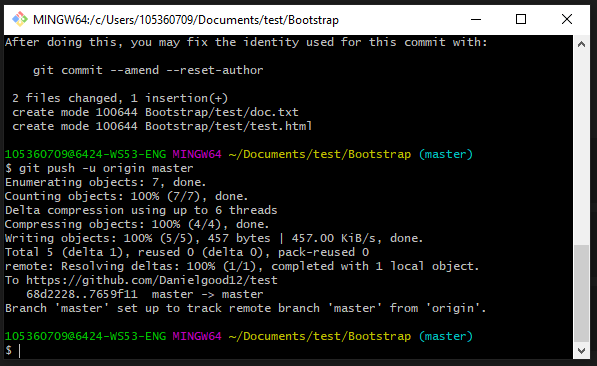 MINGW64:/c/Users/105360709/Documents/test/Bootstrap
After doing this, you may fix the identity used for this commit with:
git commit --amend --reset-author
2 files changed, 1 insertion(+)
create mode 100644 Bootstrap/test/doc.txt
create mode 100644 Bootstrap/test/test.html
105360709@6424-WS53-ENG MINGW64 ~/Documents/test/Bootstrap (master)
$ git push -u origin master
Enumerating objects: 7, done.
Counting objects: 100% (7/7), done.
Delta compression using up to 6 threads
Compressing objects: 100% (4/4), done.
Writing objects: 100% (5/5), 457 bytes | 457.00 KiB/s, done.
Total 5 (delta 1), reused 0 (delta 0), pack-reused 0
remote: Resolving deltas: 100% (1/1), completed with 1 local object.
To https://github.com/Danielgood12/test
68d2228..7659f11  master -> master
Branch 'master' set up to track remote branch 'master' from 'origin'.
105360709@6424-WS53-ENG MINGW64 ~/Documents/test/Bootstrap (master)
$